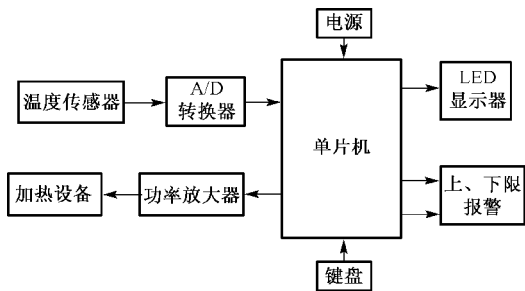 电源
温度传感器
A/D
转换器
单片机
LED
显示器
加热设备
功率放大器
上、下限
报警
键盘